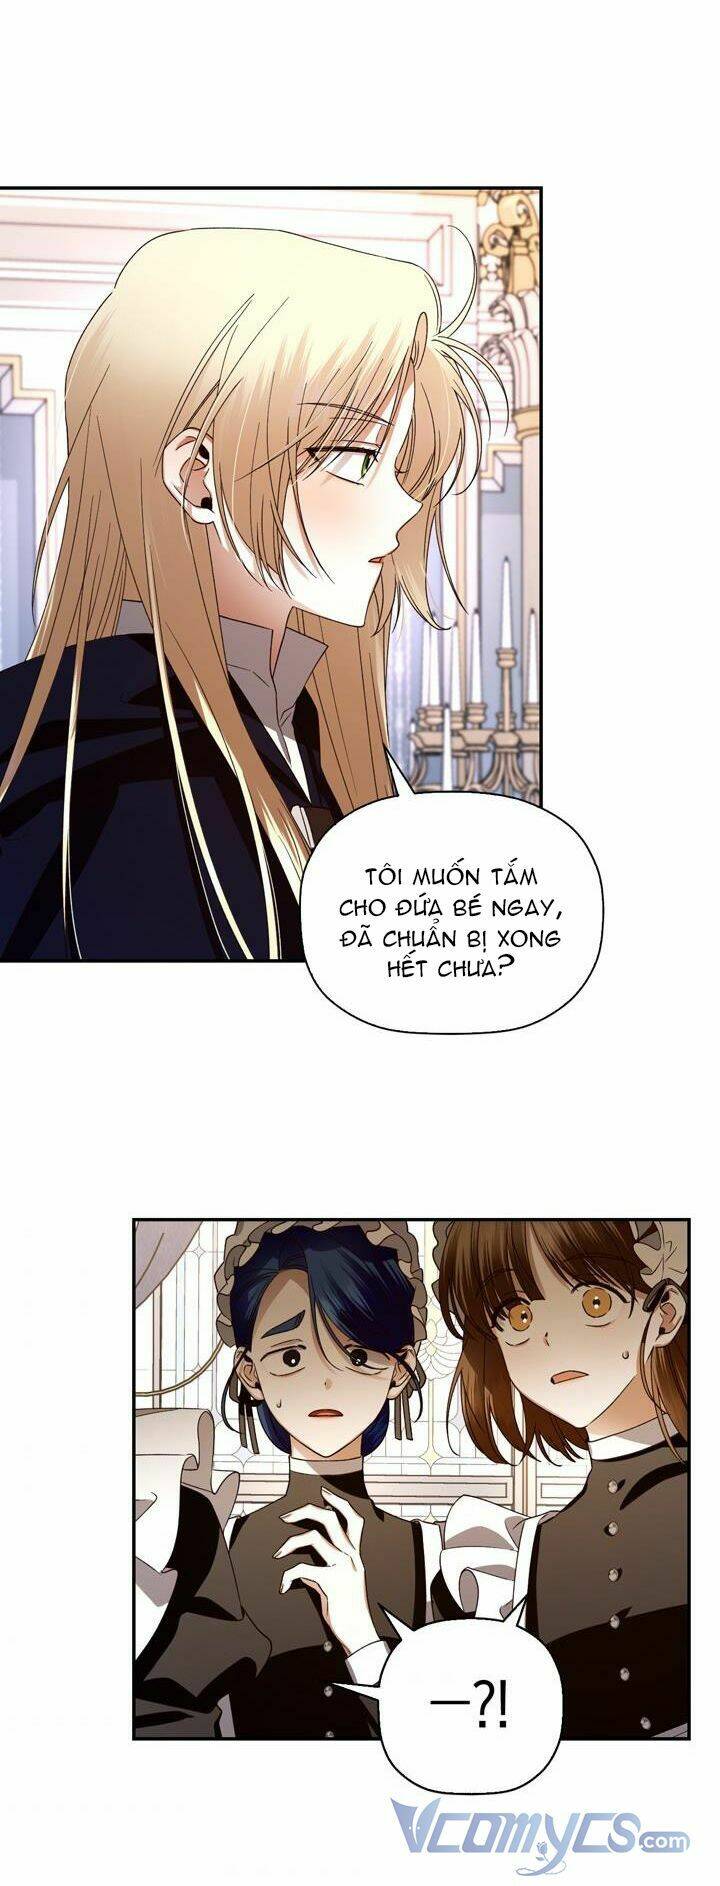 TÔI MUỐN TẮM
CHO ĐỨA BÉ NGAY,
ĐÃ CHUẨN BỊ XONG
HẾT CHƯA?
—?!
VCOMYCS.com